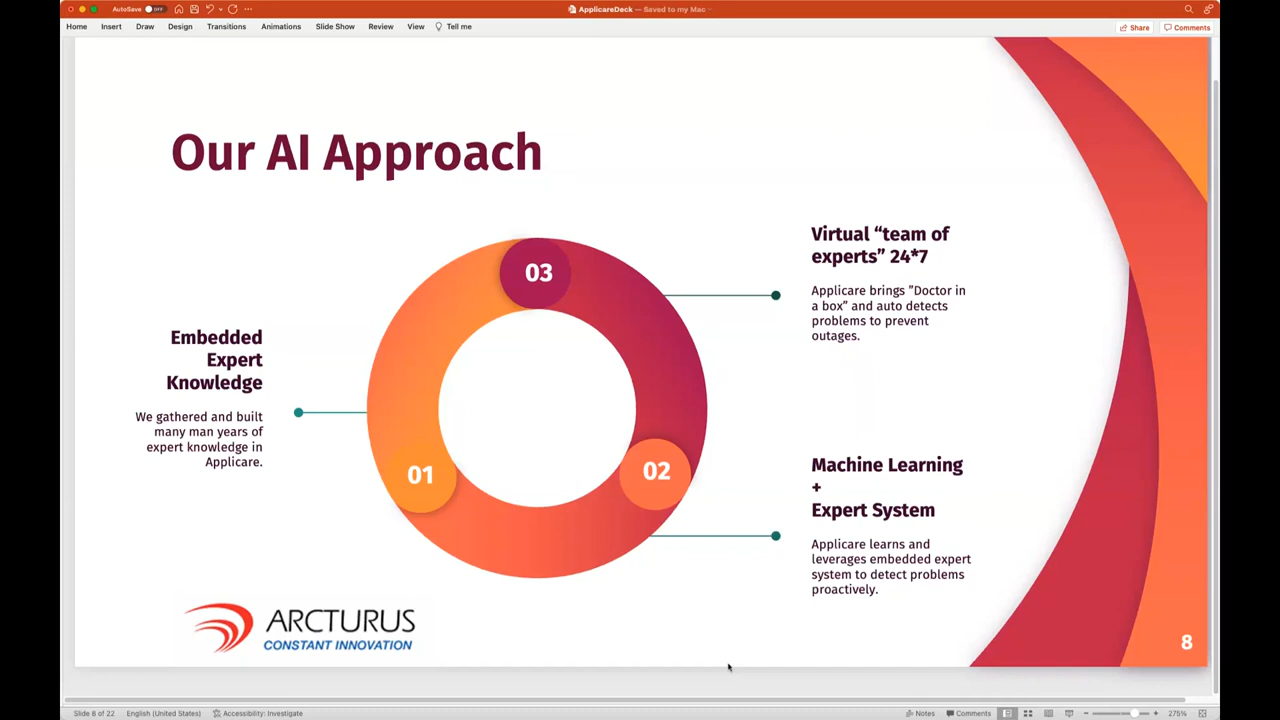 AutoSave OFF
ApplicareDeck — Saved to my Mac
Home Insert Draw Design Transitions Animations Slide Show Review View Tell me
Share Comments
Our AI Approach
03
Virtual “team of
experts” 24*7
Applicare brings ”Doctor in
a box” and auto detects
problems to prevent
outages.
Embedded
Expert
Knowledge
We gathered and built
many man years of
expert knowledge in
Applicare.
01
02
Machine Learning
+
Expert System
Applicare learns and
leverages embedded expert
system to detect problems
proactively.
ARCTURUS
CONSTANT INNOVATION
8
Slide 8 of 22 English (United States) Accessibility: Investigate
Notes Comments 275%